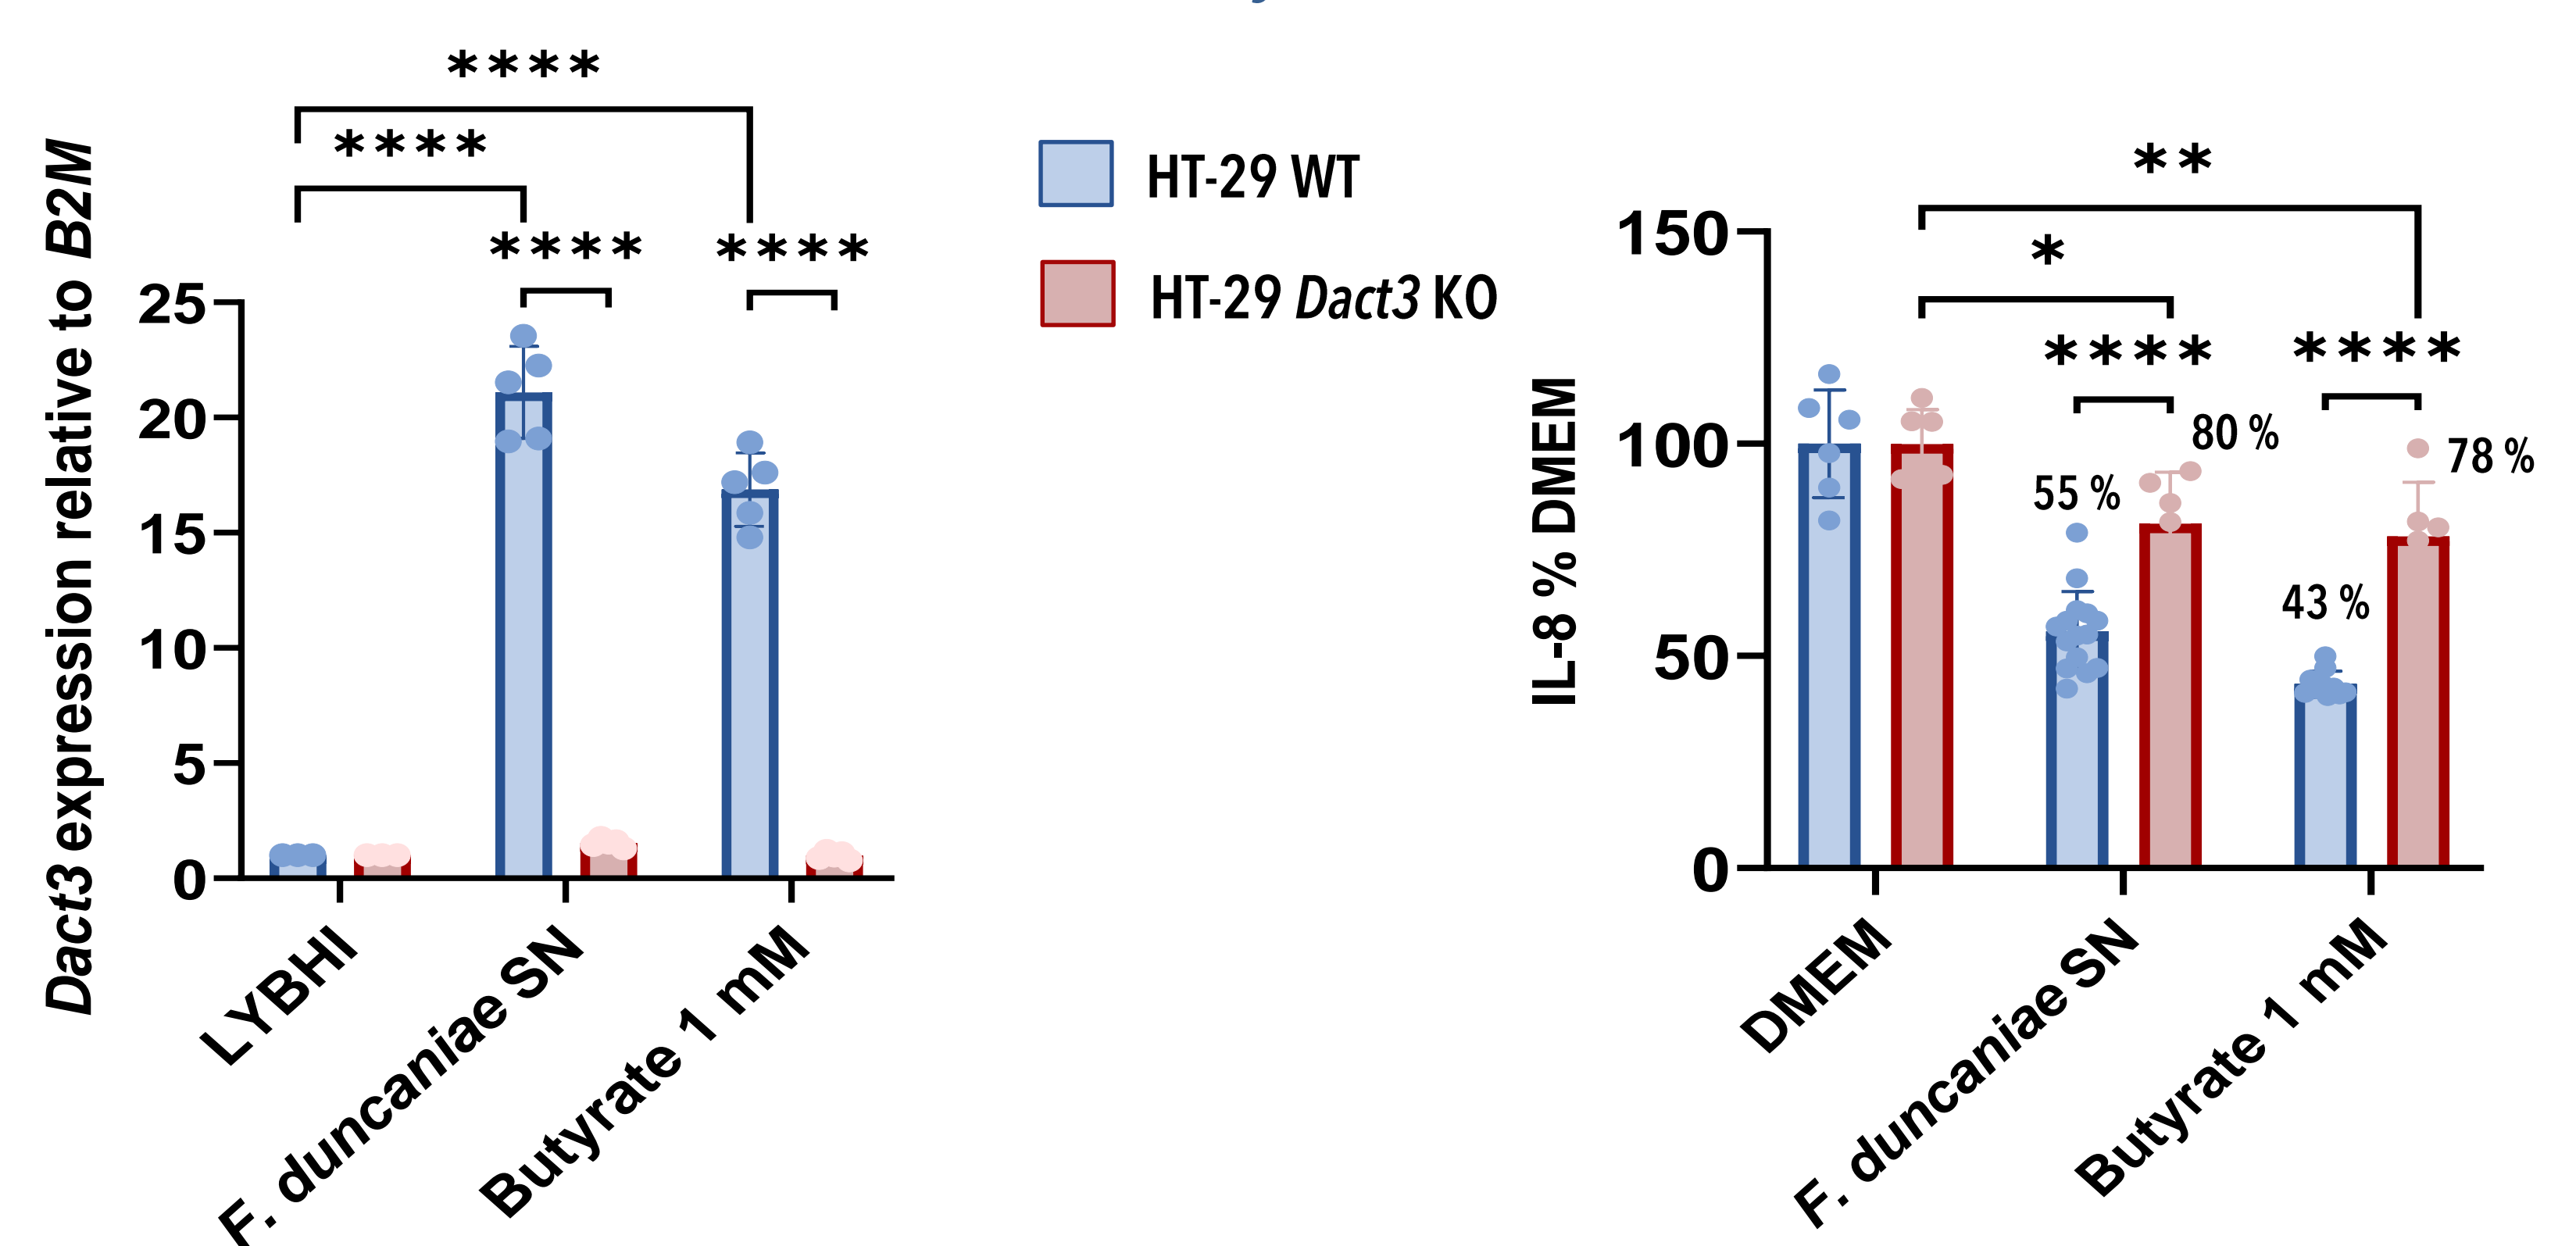 ****
****
**** ****
Dact3 expression relative to B2M
25
20
15
10
5
0
LYBHI
F. duncaniae SN
Butyrate 1 mM
HT-29 WT
HT-29 Dact3 KO
**
*
**** ****
IL-8 % DMEM
150
100
50
0
55 %
80 %
43 %
78 %
DMEM
F. duncaniae SN
Butyrate 1 mM